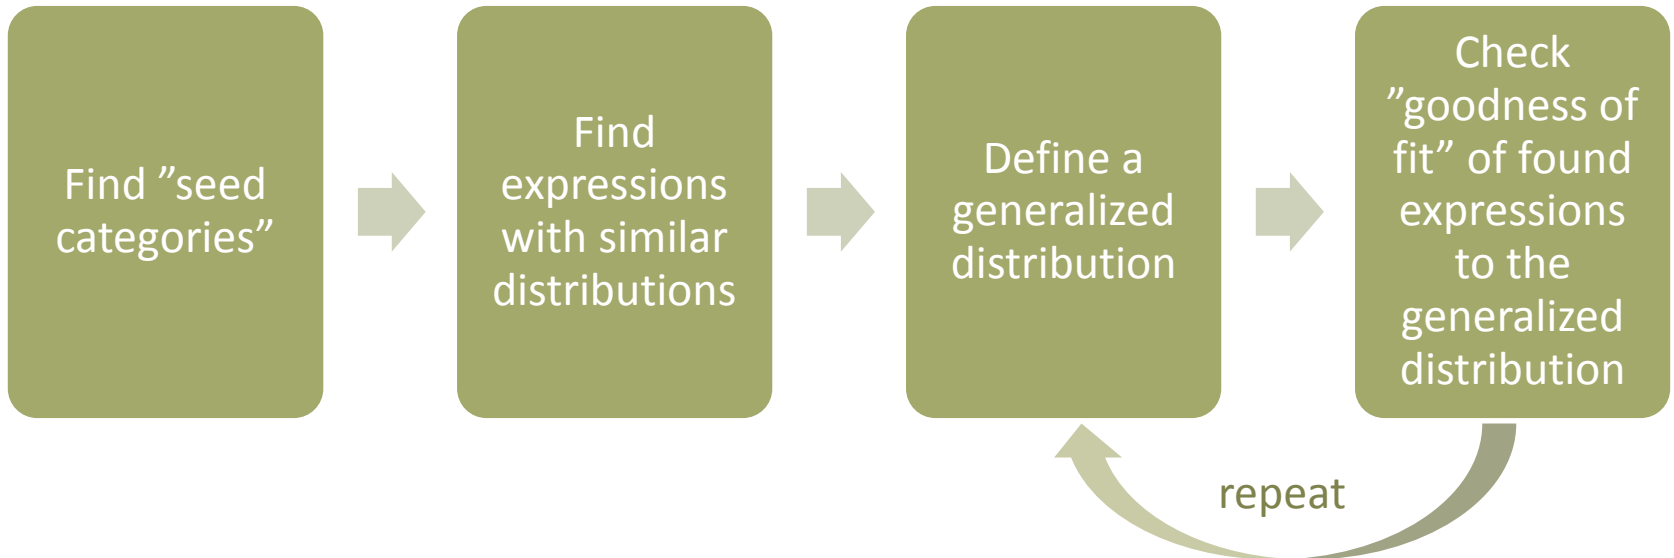 Find ”seed
categories”
Find
expressions
with similar
distributions
Define a
generalized
distribution
Check
”goodness of
fit” of found
expressions
to the
generalized
distribution
repeat